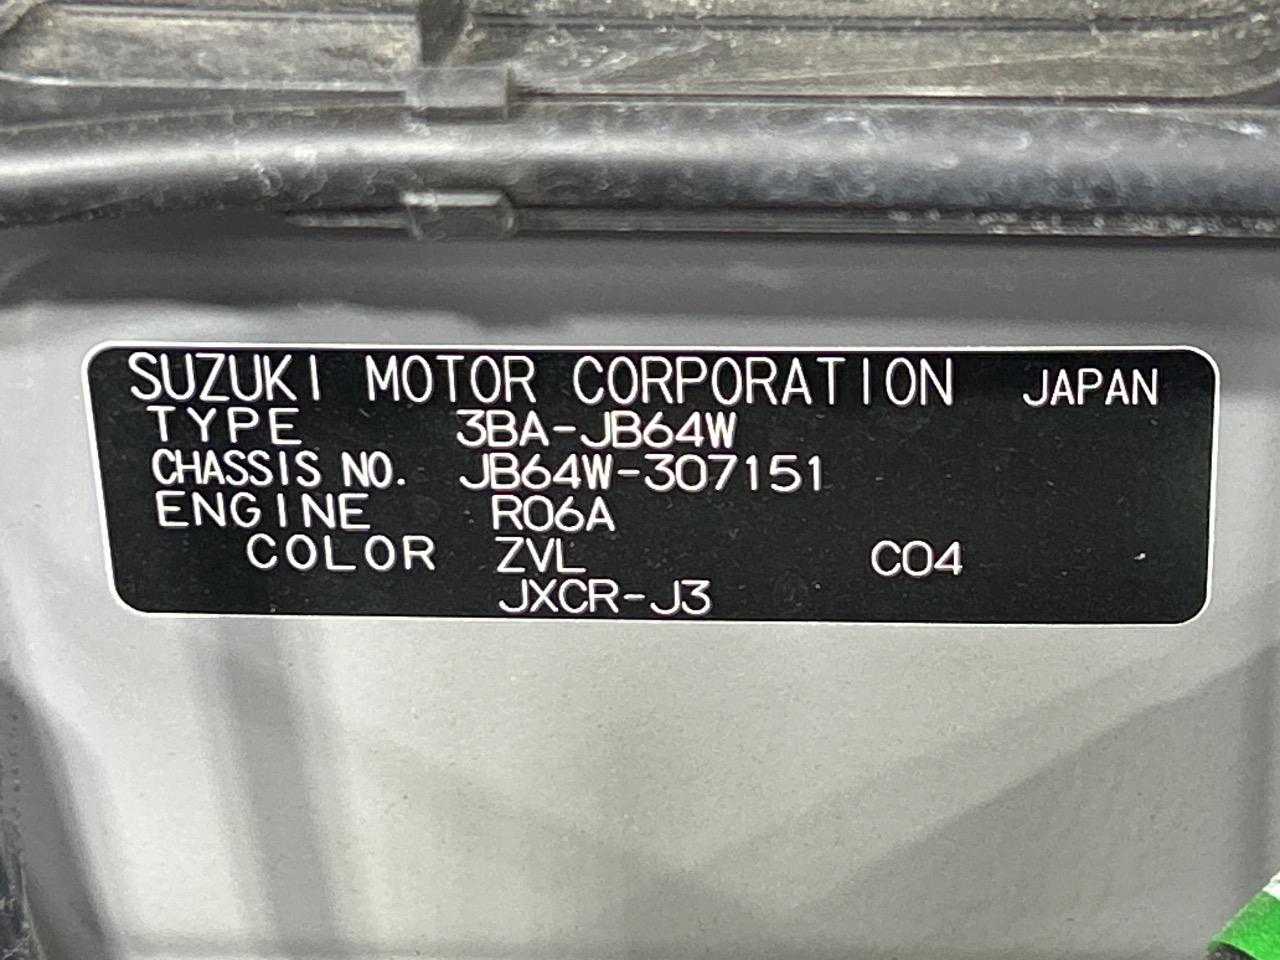 SUZUKI MOTOR CORPORATION JAPAN
TYPE 3BA-JB64W
CHASSIS NO. JB64W-307151
ENGINE R06A
COLOR ZVL C04
JXCR-J3